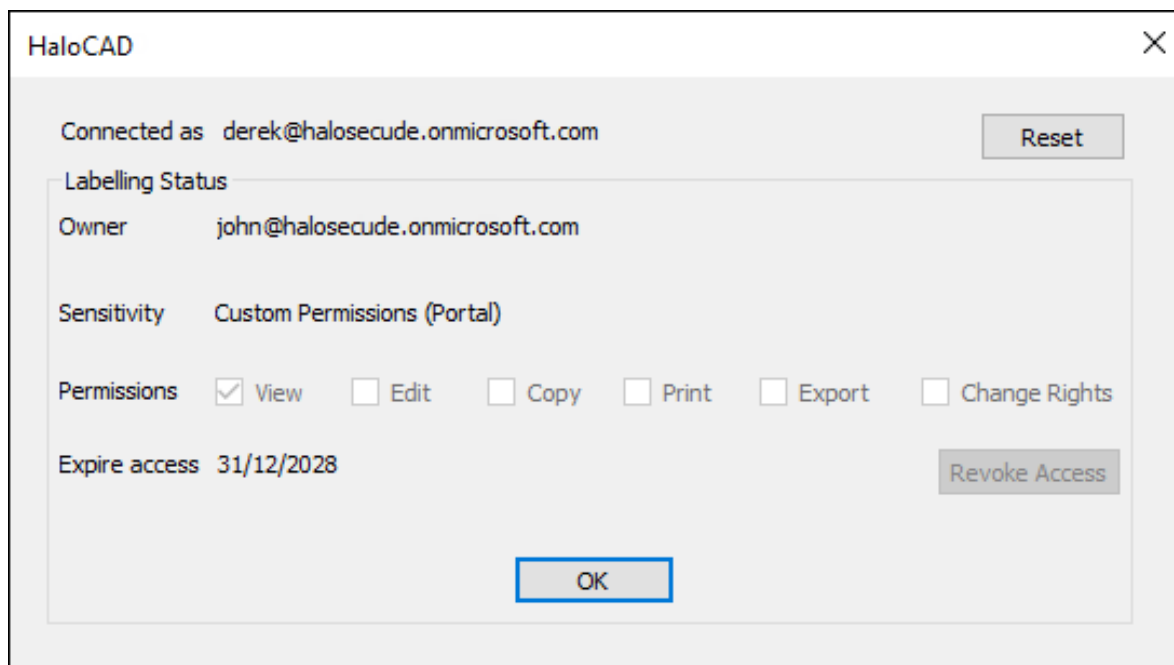 HaloCAD
Connected as derek@halosecude.onmicrosoft.com
Reset
Labelling Status
Owner john@halosecude.onmicrosoft.com
Sensitivity Custom Permissions (Portal)
Permissions View Edit Copy Print Export Change Rights
Expire access 31/12/2028
Revoke Access
OK